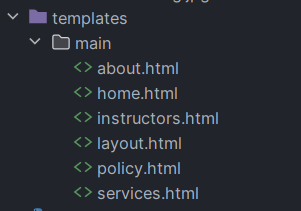 templates
main
<> about.html
<> home.html
<> instructors.html
<> layout.html
<> policy.html
<> services.html